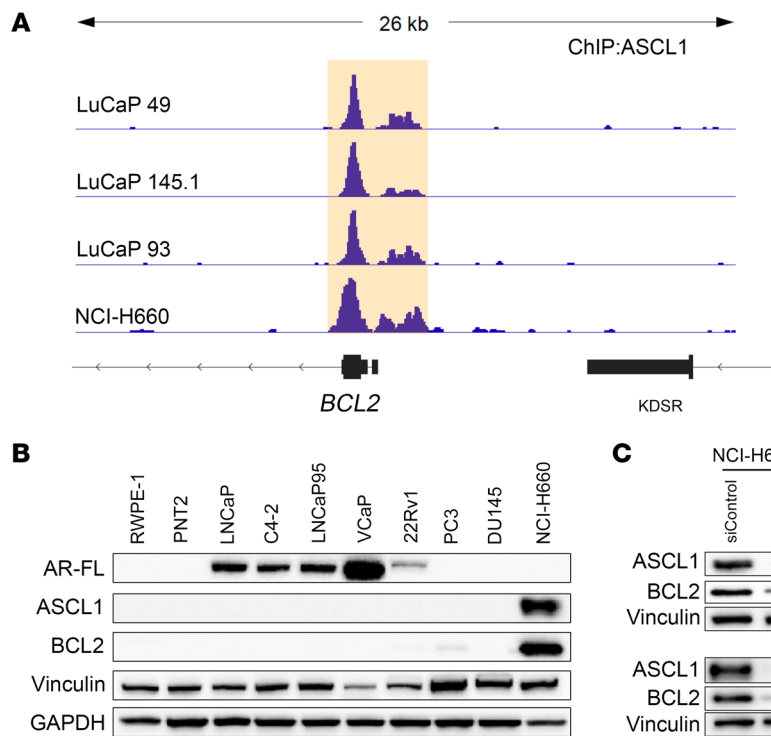 A
26 kb
ChIP:ASCL1
LuCaP 49
LuCaP 145.1
LuCaP 93
NCI-H660
BCL2
KDSR
B
RWPE-1
PNT2
LNCaP
C4-2
LNCaP95
VCaP
22Rv1
PC3
DU145
NCI-H660
AR-FL
ASCL1
BCL2
Vinculin
GAPDH
C
NCI-H6
siControl
ASCL1
BCL2
Vinculin
ASCL1
BCL2
Vinculin